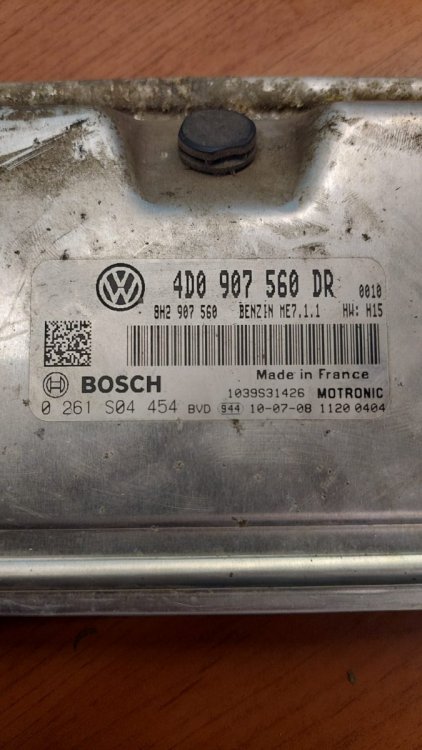 4D0 907 560 DR 0010
8H2 907 560 BENZIN ME7.1.1 HW: H15
Made in France
BOSCH 1039S31426 MOTRONIC
0 261 S04 454 BVD 944 10-07-08 1120 0404